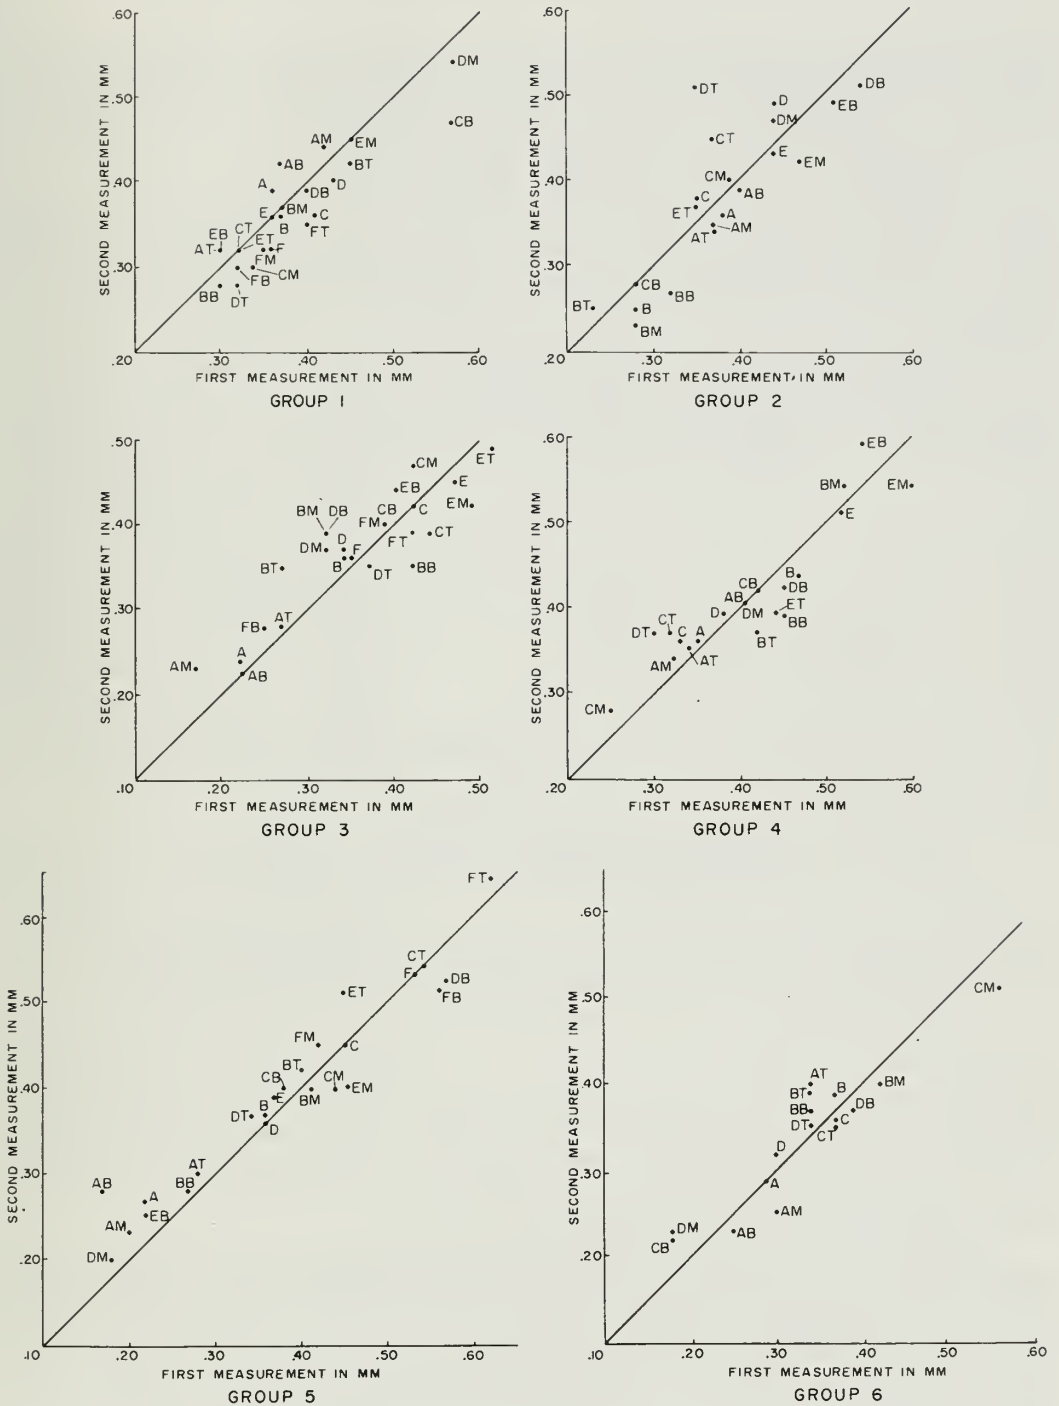 .60
.60
DM
SECOND MEASUREMENT IN MM
.50
CB
AM
EM
AB
BT
.40
A
DB
D
E
BM
B
C
FT
EB
CT
AT
ET
F
FM
.30
FB
CM
BB
DT
.20
.30
.40
.50
.60
FIRST MEASUREMENT IN MM
GROUP 1
SECOND MEASUREMENT IN MM
DT
D
DB
.50
EB
DM
CT
E
EM
CM
.40
AB
C
ET
A
AM
AT
.30
CB
BB
BT
B
BM
.20
.30
.40
.50
.60
FIRST MEASUREMENT IN MM
GROUP 2
.50
SECOND MEASUREMENT IN MM
ET
CM
E
EB
EM
CB
C
BM DB
.40
FM
D
F
FT
CT
DM
BT
B
DT
BB
.30
FB
AT
A
AM
AB
.20
.10
.20
.30
.40
.50
FIRST MEASUREMENT IN MM
GROUP 3
.60
SECOND MEASUREMENT IN MM
EB
BM
EM
E
.50
B
CB
DB
AB
.40
D
DM
ET
BB
CT
DT
C
A
BT
AM
AT
.30
CM
.20
.30
.40
.50
.60
FIRST MEASUREMENT IN MM
GROUP 4
FT
.60
SECOND MEASUREMENT IN MM
CT
F
DB
ET
FB
.50
FM
C
BT
CB
CM
.40
E
EM
BM
DT
B
D
AT
.30
AB
BB
A
EB
AM
.20
DM
.10
.20
.30
.40
.50
.60
FIRST MEASUREMENT IN MM
GROUP 5
.60
SECOND MEASUREMENT IN MM
CM
.50
AT
.40
BT
B
BM
BB
DB
DT
C
CT
D
.30
A
AM
DM
AB
CB
.20
.10
.20
.30
.40
.50
.60
FIRST MEASUREMENT IN MM
GROUP 6